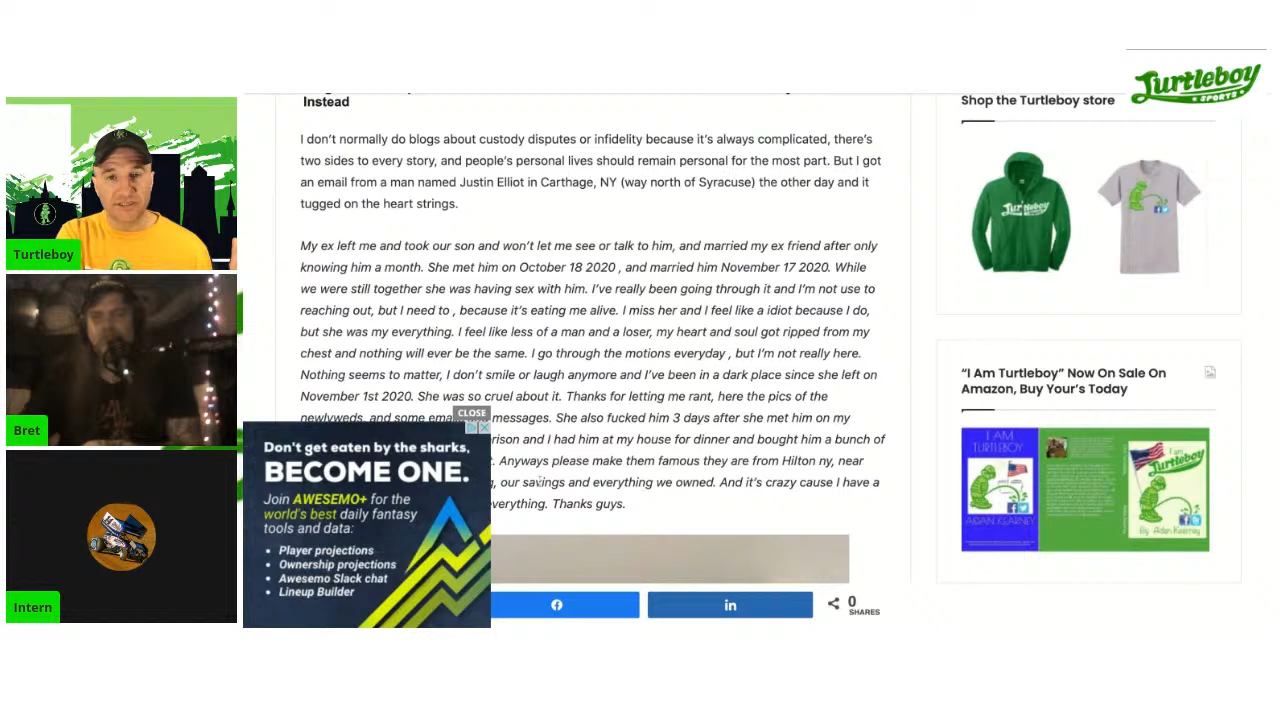 Turtleboy
SPORTS
Instead
Shop the Turtleboy store
I don't normally do blogs about custody disputes or infidelity because it's always complicated, there's
two sides to every story, and people's personal lives should remain personal for the most part. But I got
an email from a man named Justin Elliot in Carthage, NY (way north of Syracuse) the other day and it
tugged on the heart strings.
My ex left me and took our son and won't let me see or talk to him, and married my ex friend after only
knowing him a month. She met him on October 18 2020 , and married him November 17 2020. While
we were still together she was having sex with him. I've really been going through it and I'm not use to
reaching out, but I need to , because it's eating me alive. I miss her and I feel like a idiot because I do,
but she was my everything. I feel like less of a man and a loser, my heart and soul got ripped from my
chest and nothing will ever be the same. I go through the motions everyday , but I'm not really here.
Nothing seems to matter, I don't smile or laugh anymore and I've been in a dark place since she left on
November 1st 2020. She was so cruel about it. Thanks for letting me rant, here the pics of the
newlyweds, and some messages. She also fucked him 3 days after she met him on my
and I had him at my house for dinner and bought him a bunch of
Anyways please make them famous they are from Hilton ny, near
our savings and everything we owned. And it's crazy cause I have a
everything. Thanks guys.
CLOSE
Don't get eaten by the sharks,
BECOME ONE.
Join AWESEMO+ for the
world's best daily fantasy
tools and data:
• Player projections
• Ownership projections
• Awesemo Slack chat
• Lineup Builder
0
SHARES
Turtleboy
"I Am Turtleboy" Now On Sale On
Amazon, Buy Your's Today
I AM
TURTLEBOY
AIDAN KEARNEY
I am
Turtleboy
By Aidan Kearney
Turtleboy
Bret
Intern